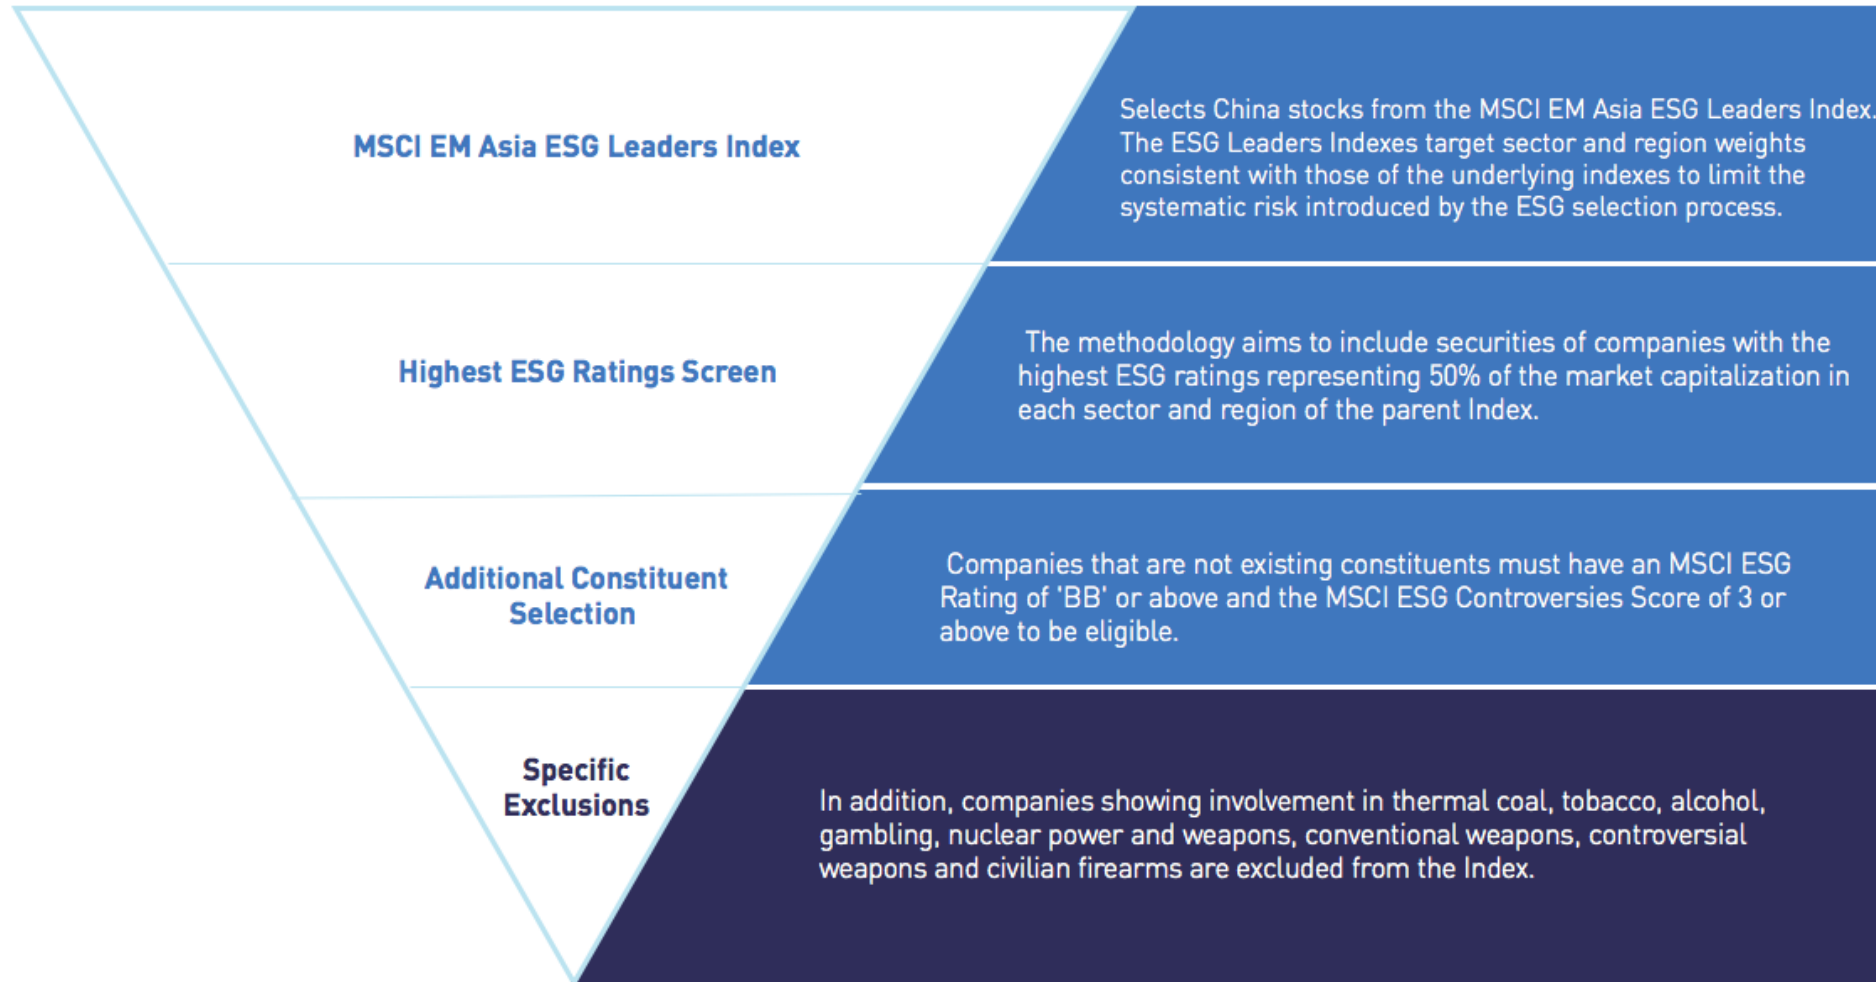 MSCI EM Asia ESG Leaders Index
Selects China stocks from the MSCI EM Asia ESG Leaders Index.
The ESG Leaders Indexes target sector and region weights
consistent with those of the underlying indexes to limit the
systematic risk introduced by the ESG selection process.
Highest ESG Ratings Screen
The methodology aims to include securities of companies with the
highest ESG ratings representing 50% of the market capitalization in
each sector and region of the parent Index.
Additional Constituent
Selection
Companies that are not existing constituents must have an MSCI ESG
Rating of 'BB' or above and the MSCI ESG Controversies Score of 3 or
above to be eligible.
Specific
Exclusions
In addition, companies showing involvement in thermal coal, tobacco, alcohol,
gambling, nuclear power and weapons, conventional weapons, controversial
weapons and civilian firearms are excluded from the Index.